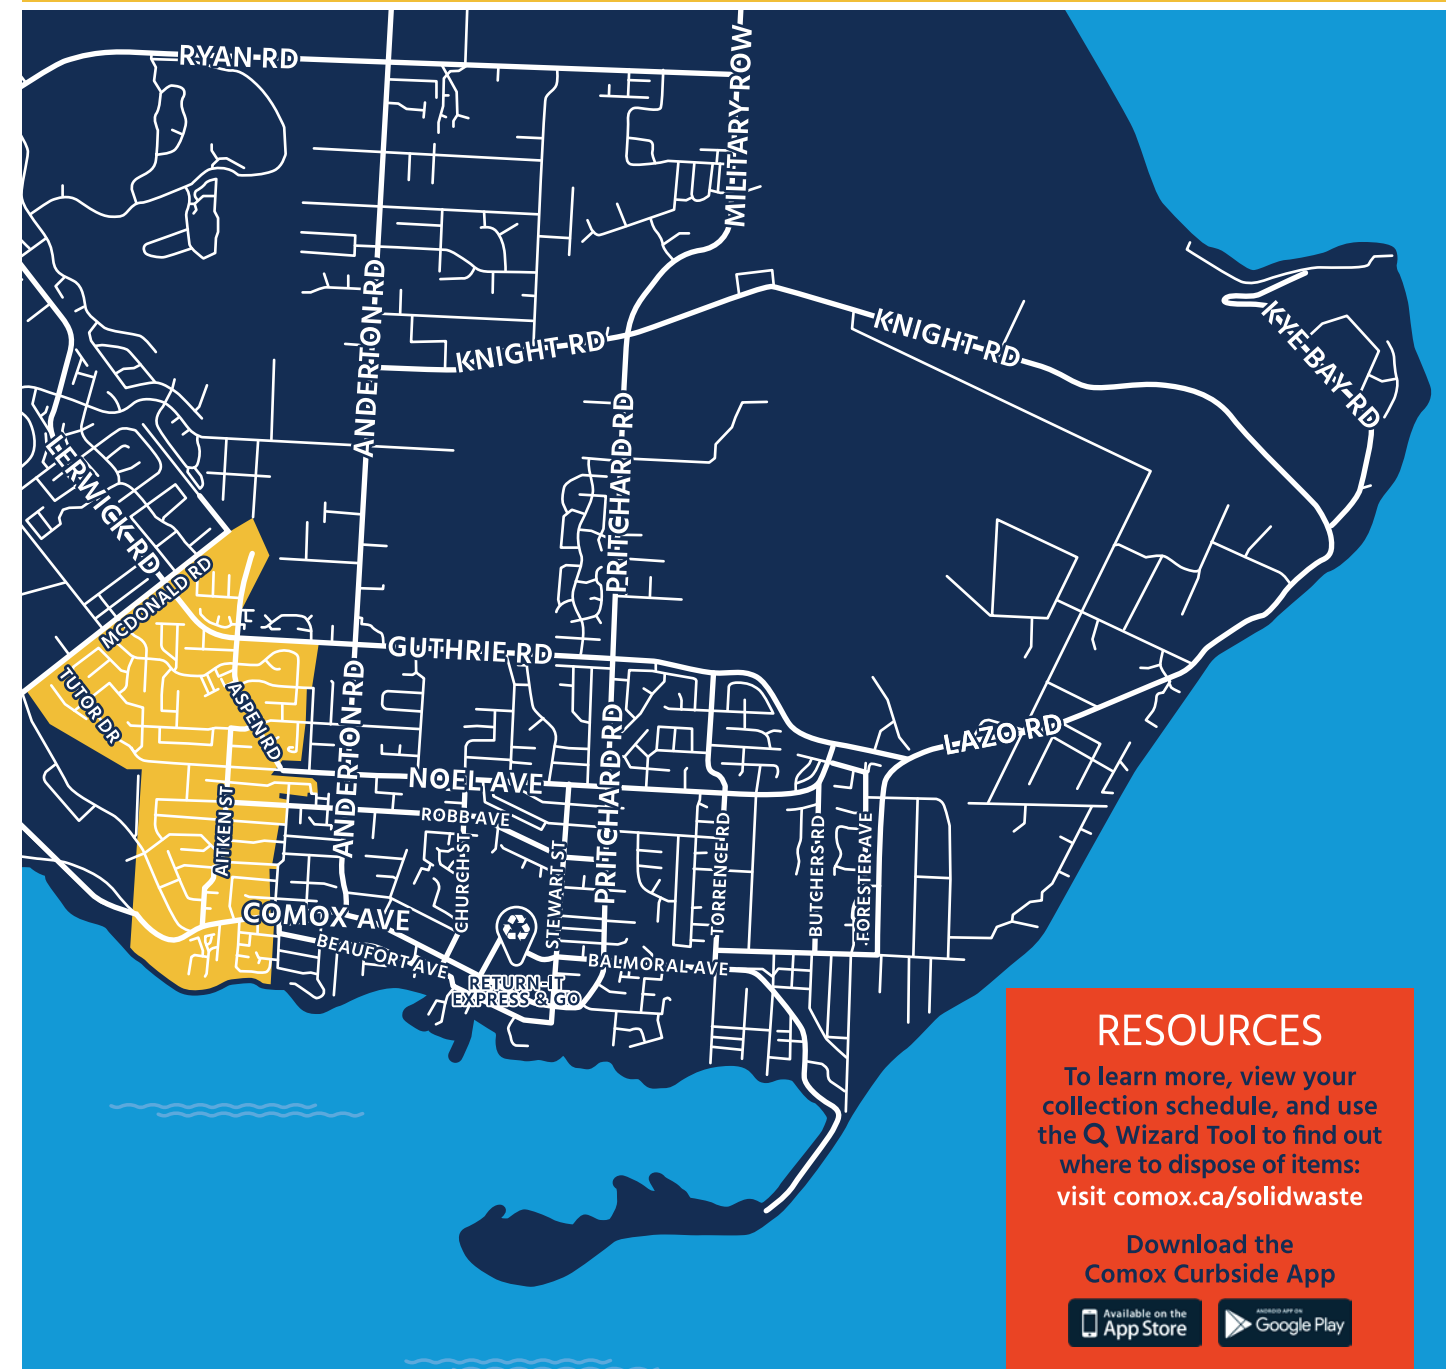 RYAN RD
MILITARY ROW
ANDERTON RD
KNIGHT RD
KNIGHT RD
KYE BAY RD
PRITCHARD RD
LERWICK RD
MCDONALD RD
GUTHRIE RD
TUTOR DR
ASPEN RD
ANDERTON RD
PRITCHARD RD
LAZO RD
NOEL AVE
ROBB AVE
AITKEN ST
CHURCH ST
STEWART ST
TORRENCE RD
BUTCHERS RD
FORESTER AVE
COMOX AVE
BEAUFORT AVE
BALMORAL AVE
RETURN-IT
EXPRESS & GO
RESOURCES
To learn more, view your
collection schedule, and use
the Wizard Tool to find out
where to dispose of items:
visit comox.ca/solidwaste
Download the
Comox Curbside App
Available on the
App Store
ANDROID APP ON
Google Play